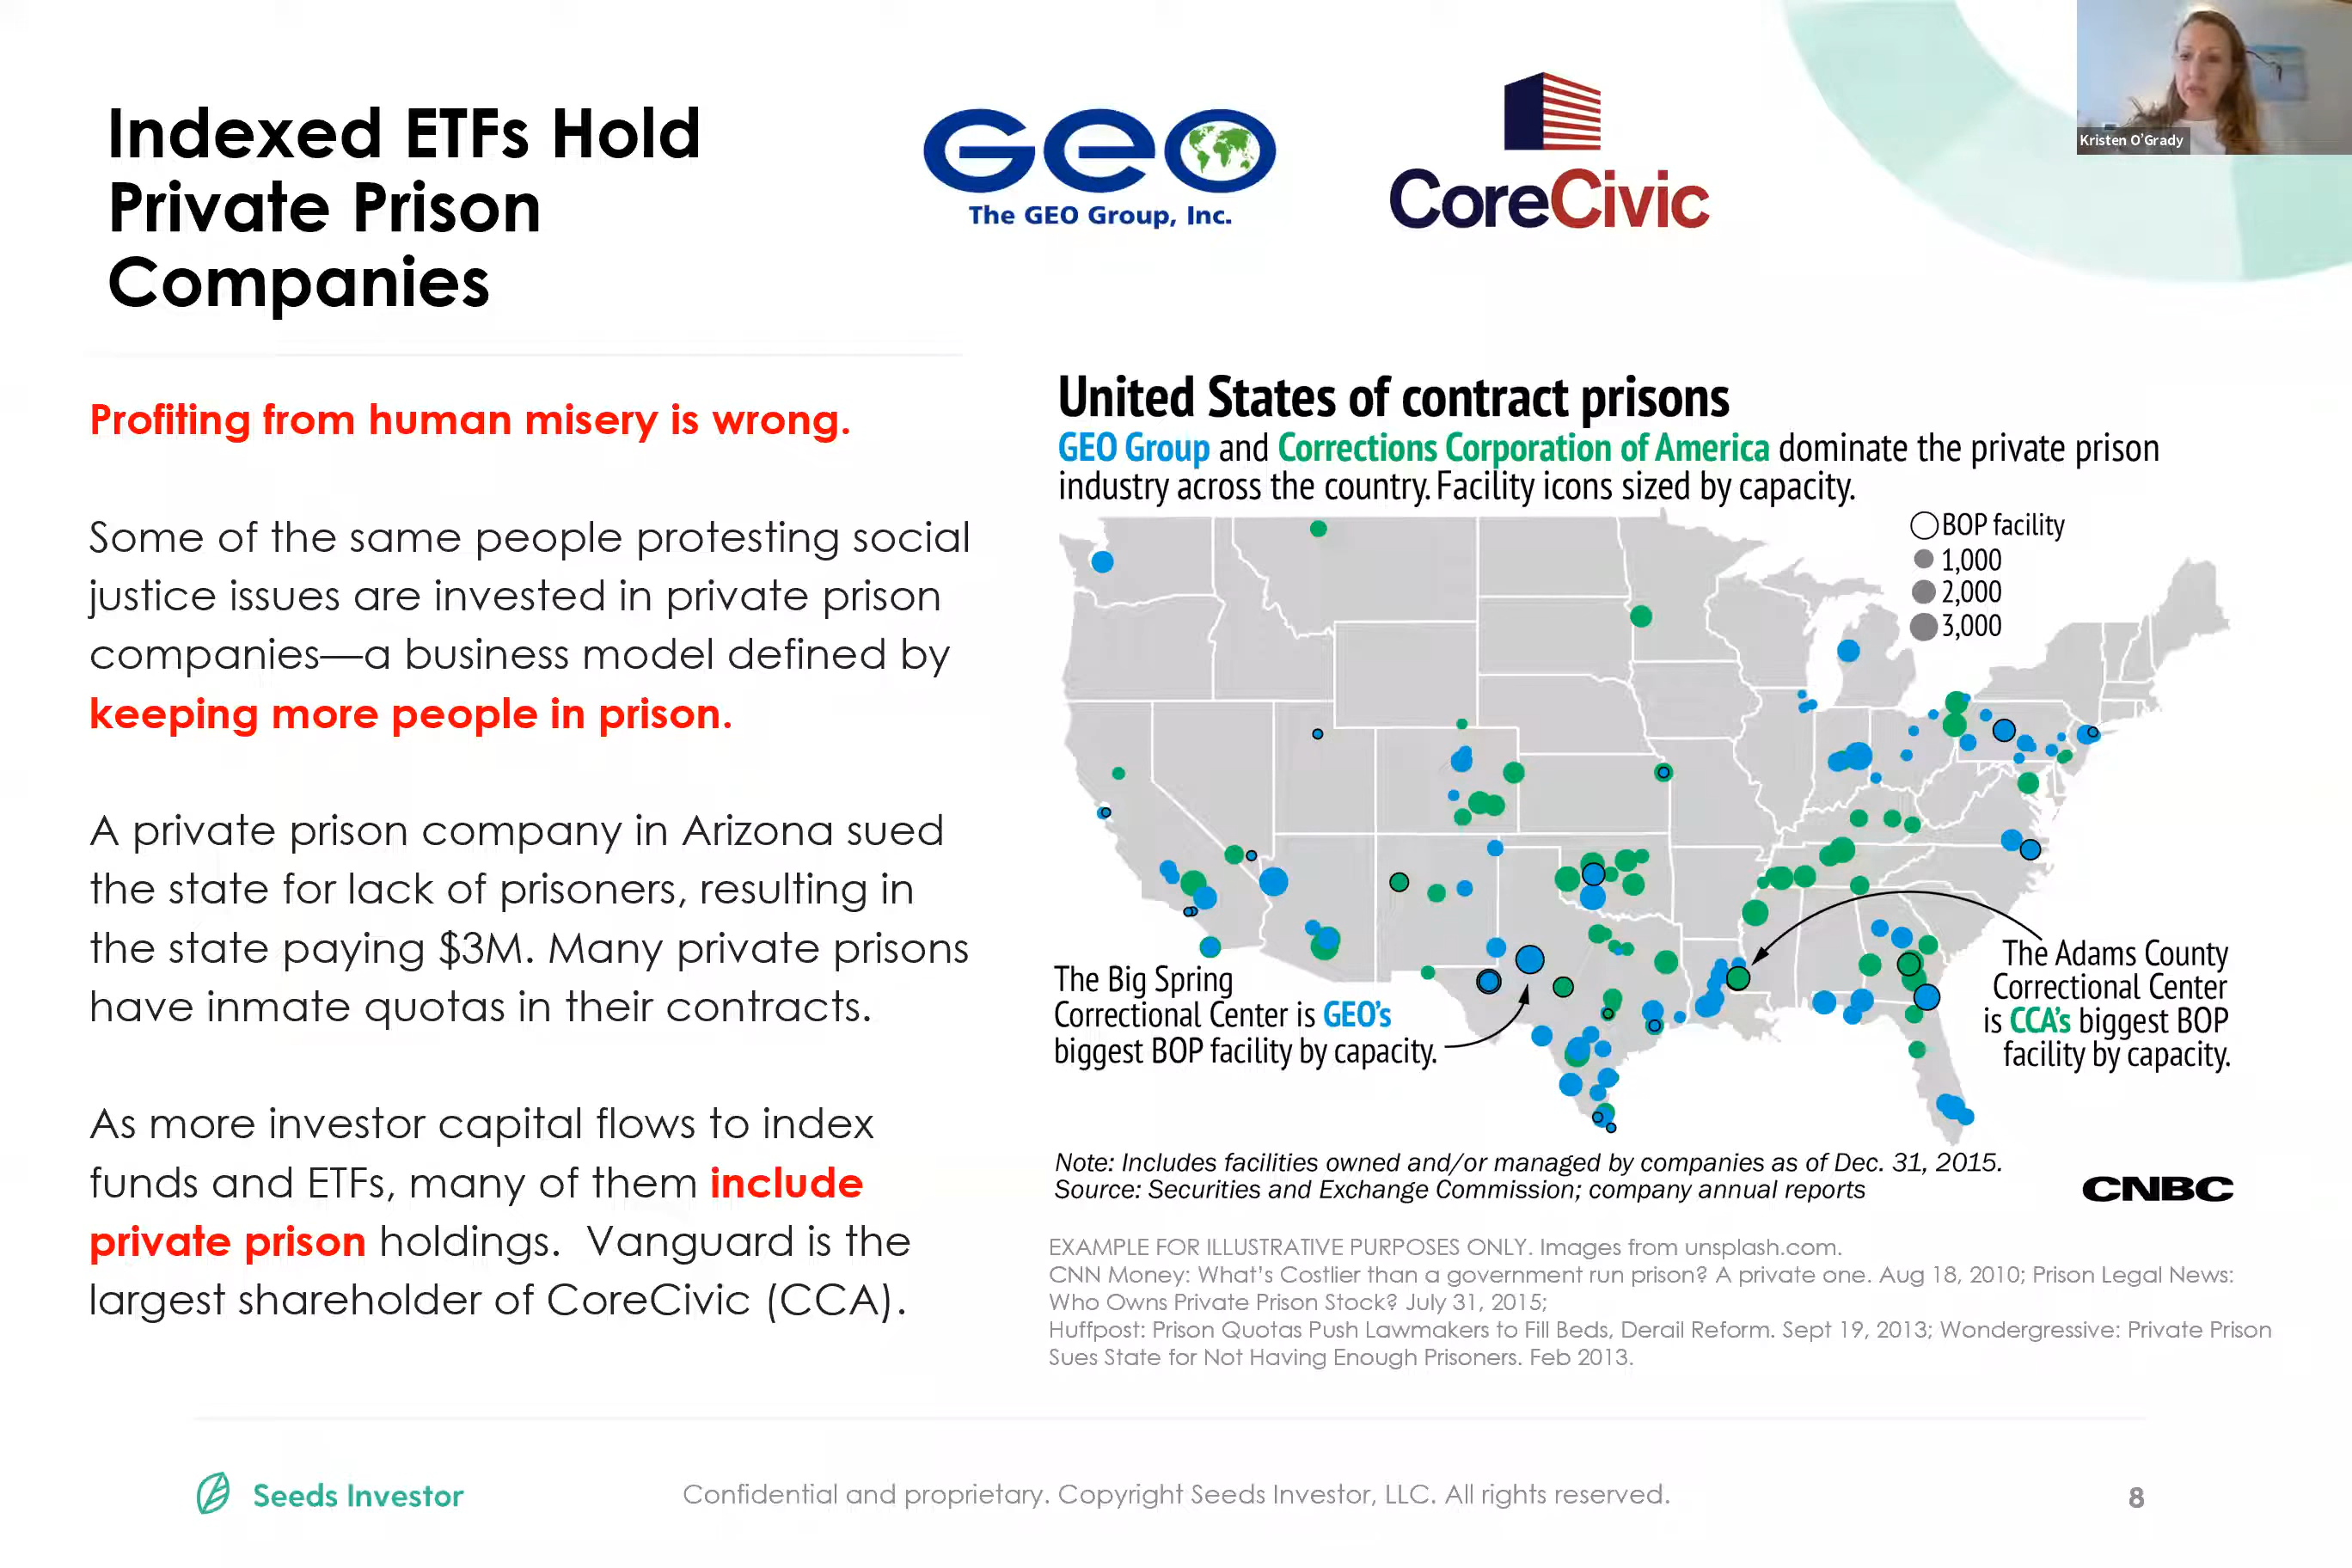 Indexed ETFs Hold
Private Prison
Companies
GEO
The GEO Group, Inc.
CoreCivic
Kristen O'Grady
Profiting from human misery is wrong.
Some of the same people protesting social
justice issues are invested in private prison
companies—a business model defined by
keeping more people in prison.
A private prison company in Arizona sued
the state for lack of prisoners, resulting in
the state paying $3M. Many private prisons
have inmate quotas in their contracts.
As more investor capital flows to index
funds and ETFs, many of them include
private prison holdings.  Vanguard is the
largest shareholder of CoreCivic (CCA).
United States of contract prisons
GEO Group and Corrections Corporation of America dominate the private prison
industry across the country. Facility icons sized by capacity.
BOP facility
1,000
2,000
3,000
The Big Spring
Correctional Center is GEO's
biggest BOP facility by capacity.
The Adams County
Correctional Center
is CCA's biggest BOP
facility by capacity.
Note: Includes facilities owned and/or managed by companies as of Dec. 31, 2015.
Source: Securities and Exchange Commission; company annual reports
CNBC
EXAMPLE FOR ILLUSTRATIVE PURPOSES ONLY. Images from unsplash.com.
CNN Money: What's Costlier than a government run prison? A private one. Aug 18, 2010; Prison Legal News:
Who Owns Private Prison Stock? July 31, 2015;
Huffpost: Prison Quotas Push Lawmakers to Fill Beds, Derail Reform. Sept 19, 2013; Wondergressive: Private Prison
Sues State for Not Having Enough Prisoners. Feb 2013.
Seeds Investor
Confidential and proprietary. Copyright Seeds Investor, LLC. All rights reserved.
8